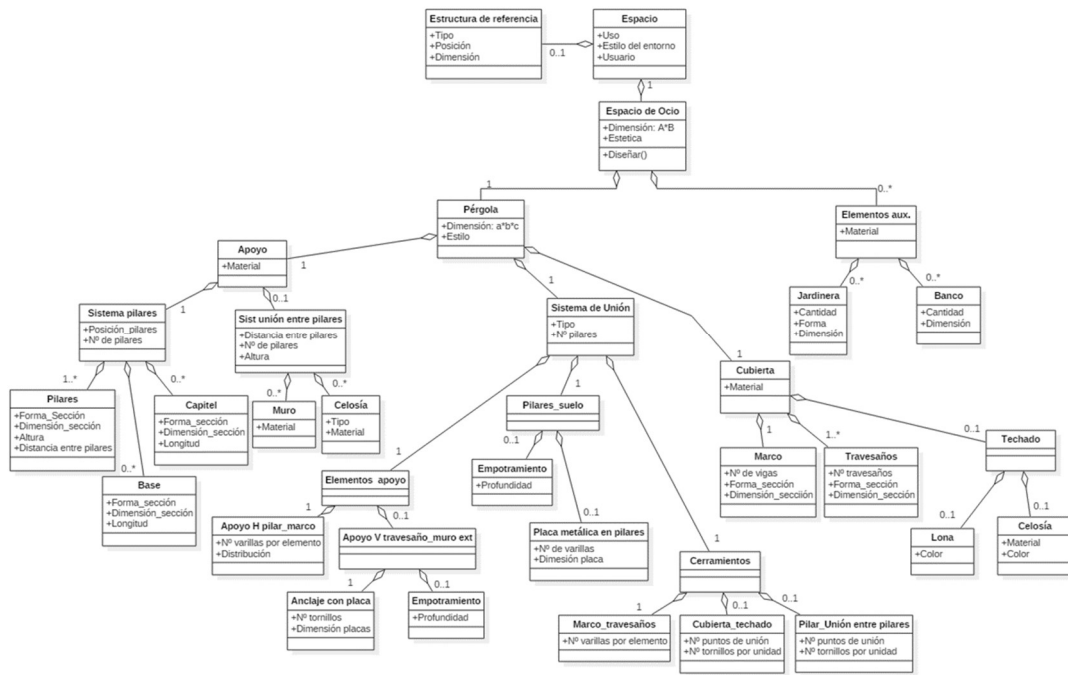 Estructura de referencia
+Tipo
+Posición
+Dimensión
0..1
Espacio
+Uso
+Estilo del entorno
+Usuario
1
Espacio de Ocio
+Dimensión: A*B
+Estetica
+Diseñar()
1
0..*
Pérgola
+Dimensión: a*b*c
+Estilo
Elementos aux.
+Material
0..*
0..*
Jardinera
+Cantidad
+Forma
+Dimensión
Banco
+Cantidad
+Dimensión
1
Apoyo
+Material
1
0..1
Sistema pilares
+Posición_pilares
+Nº de pilares
Sist unión entre pilares
+Distancia entre pilares
+Nº de pilares
+Altura
1..*
0..*
0..*
0..*
0..*
Pilares
+Forma_Sección
+Dimensión_sección
+Altura
+Distancia entre pilares
Capitel
+Forma_sección
+Dimensión_sección
+Longitud
Muro
+Material
Celosía
+Tipo
+Material
Base
+Forma_sección
+Dimensión_sección
+Longitud
1
Sistema de Unión
+Tipo
+Nº pilares
1
1
1
Pilares_suelo
0..1
0..1
Empotramiento
+Profundidad
Placa metálica en pilares
+Nº de varillas
+Dimesión placa
Elementos apoyo
1
0..1
Apoyo H pilar_marco
+Nº varillas por elemento
+Distribución
Apoyo V travesaño_muro ext
1
0..1
Anclaje con placa
+Nº tornillos
+Dimensión placas
Empotramiento
+Profundidad
Cerramientos
1
0..1
0..1
Marco_travesaños
+Nº varillas por elemento
Cubierta_techado
+Nº puntos de unión
+Nº tornillos por unidad
Pilar_Unión entre pilares
+Nº puntos de unión
+Nº tornillos por unidad
1
Cubierta
+Material
1
1..*
0..1
Marco
+Nº de vigas
+Forma_sección
+Dimensión_secciión
Travesaños
+Nº travesaños
+Forma_sección
+Dimensión_sección
Techado
0..1
0..1
Lona
+Color
Celosía
+Material
+Color